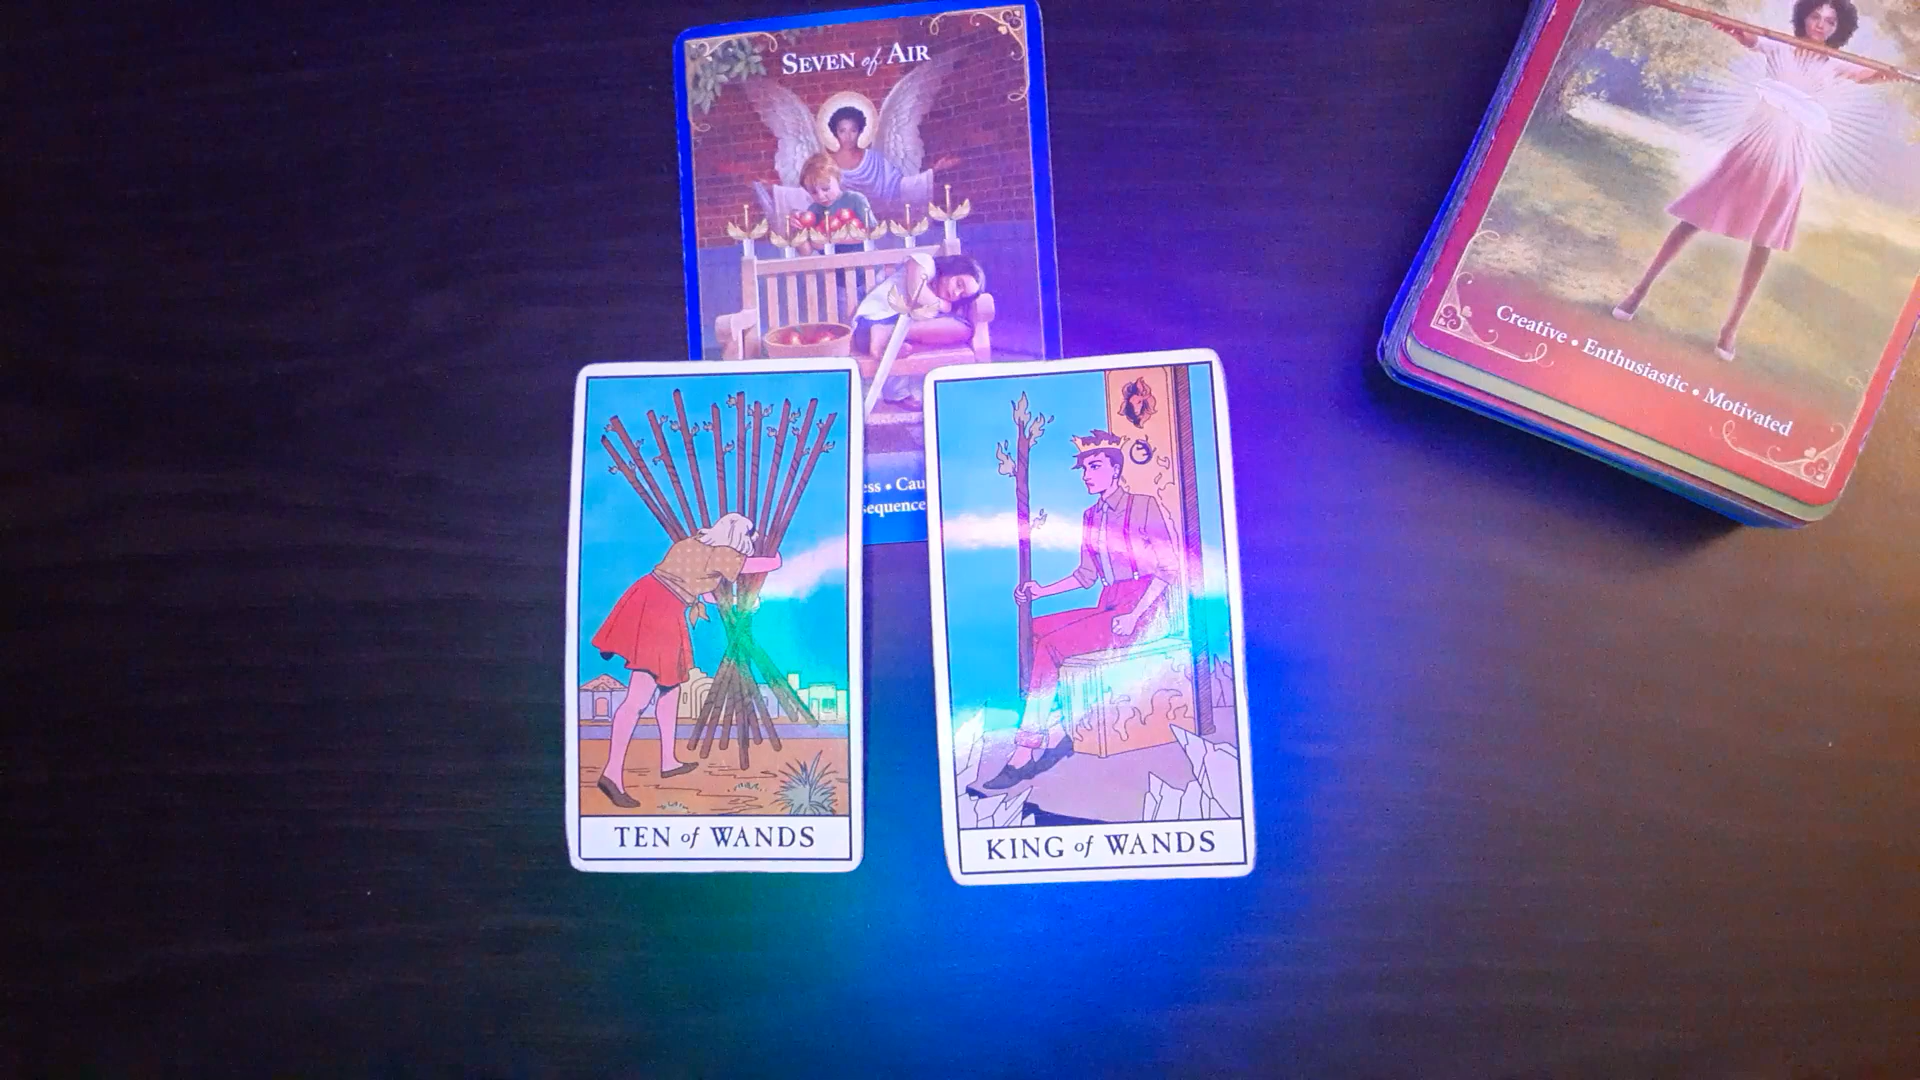 SEVEN of AIR
Creative • Enthusiastic • Motivated
TEN of WANDS
KING of WANDS